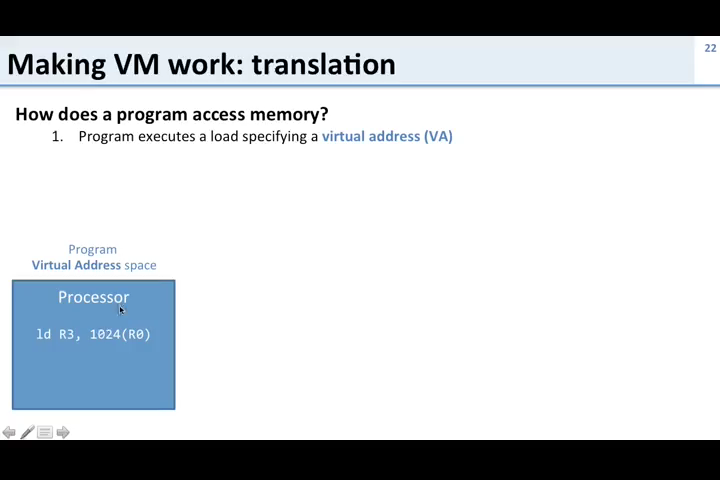 22
Making VM work: translation
How does a program access memory?
1. Program executes a load specifying a virtual address (VA)
Program
Virtual Address space
Processor
ld R3, 1024(R0)